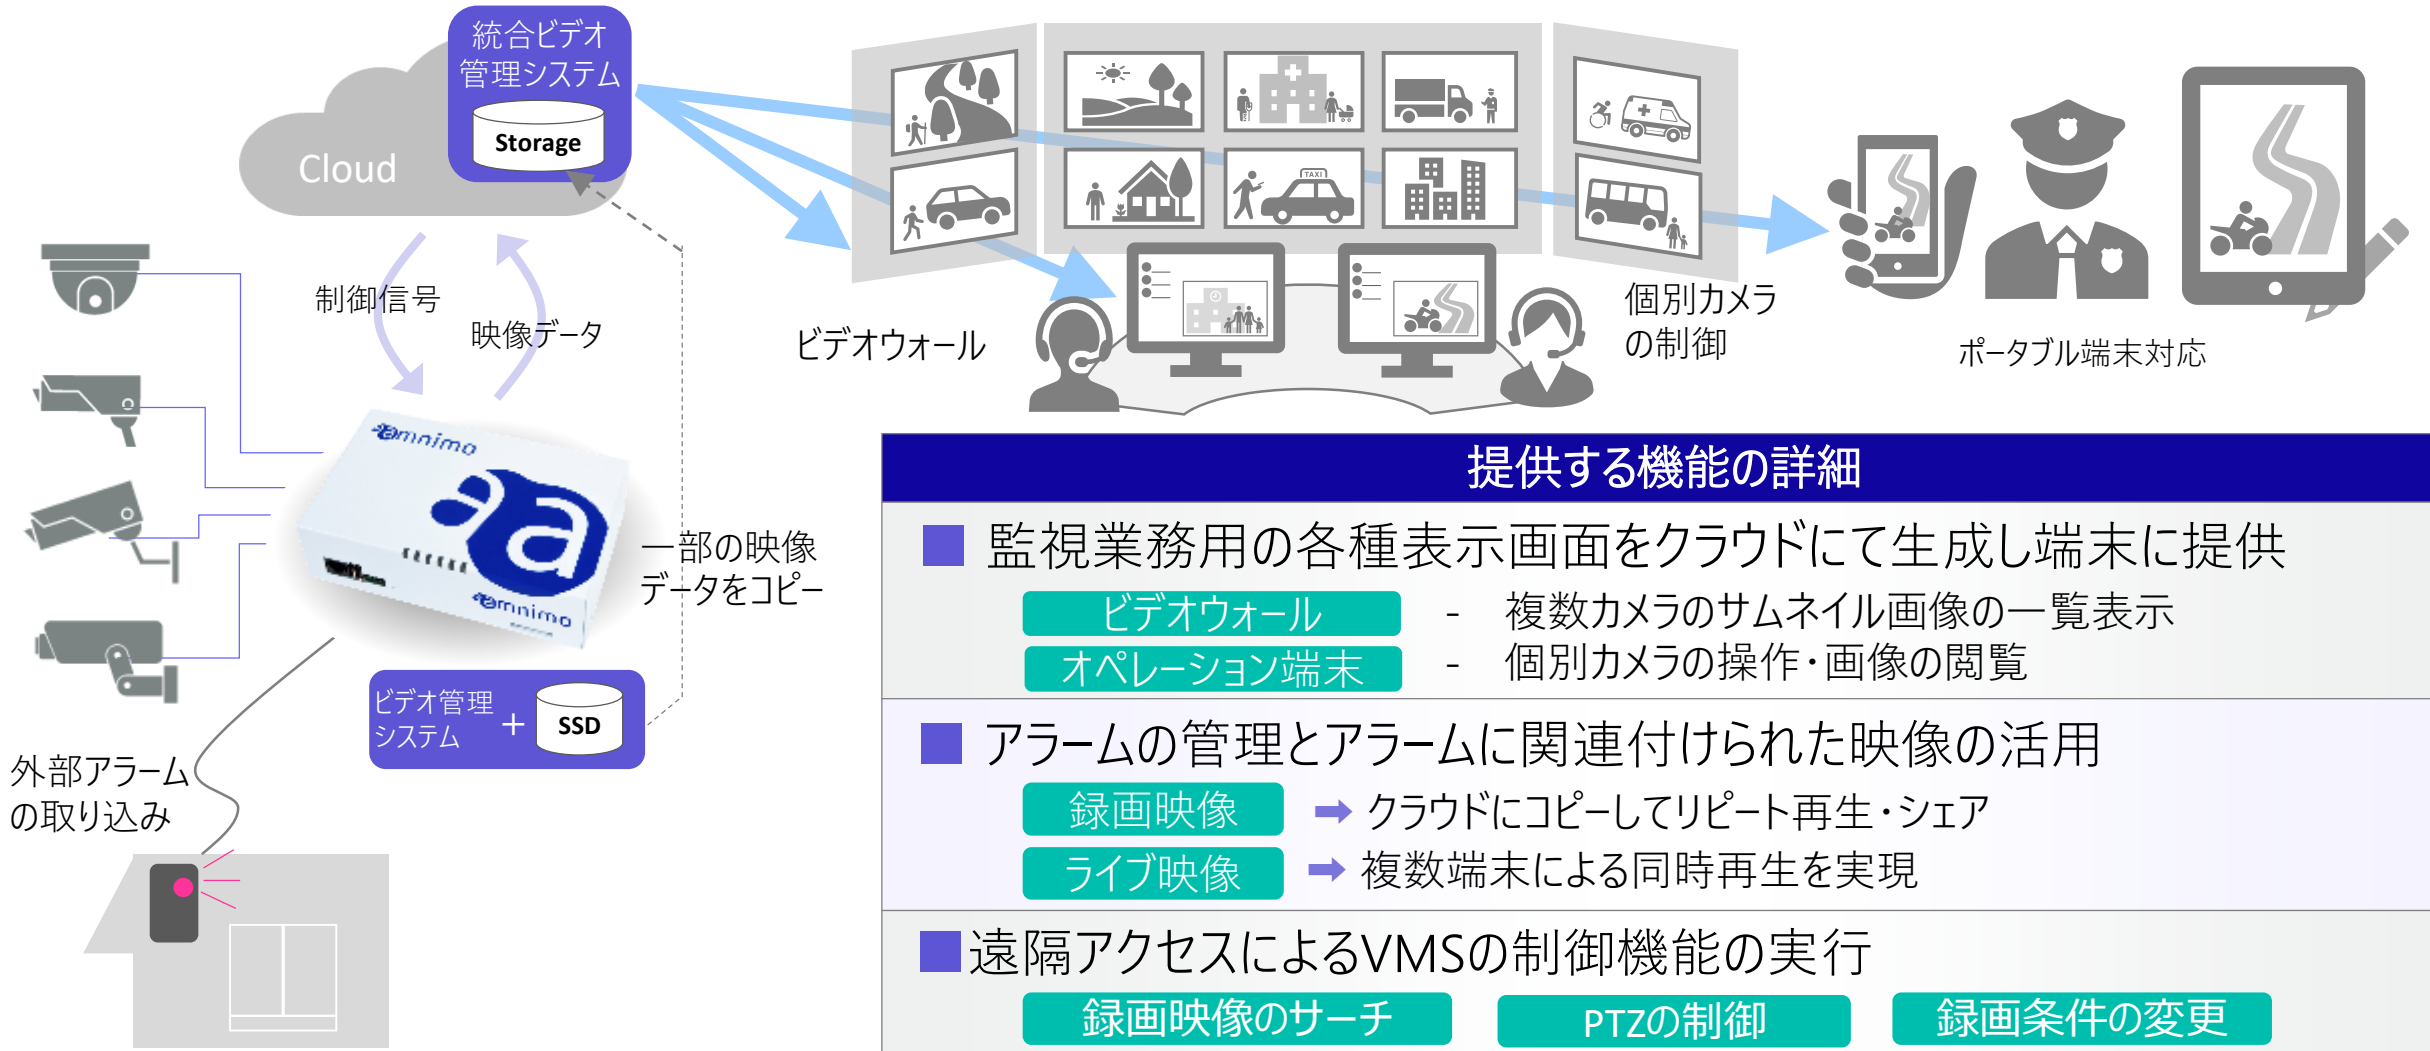 統合ビデオ
管理システム
Storage
Cloud
制御信号
映像データ
amnimo
a
amnimo
一部の映像
データをコピー
ビデオ管理
システム
+
SSD
外部アラーム
の取り込み
TAXI
ビデオウォール
個別カメラ
の制御
ポータブル端末対応
提供する機能の詳細
■ 監視業務用の各種表示画面をクラウドにて生成し端末に提供
ビデオウォール - 複数カメラのサムネイル画像の一覧表示
オペレーション端末 - 個別カメラの操作・画像の閲覧
■ アラームの管理とアラームに関連付けられた映像の活用
録画映像 ➡ クラウドにコピーしてリピート再生・シェア
ライブ映像 ➡ 複数端末による同時再生を実現
■遠隔アクセスによるVMSの制御機能の実行
録画映像のサーチ PTZの制御 録画条件の変更